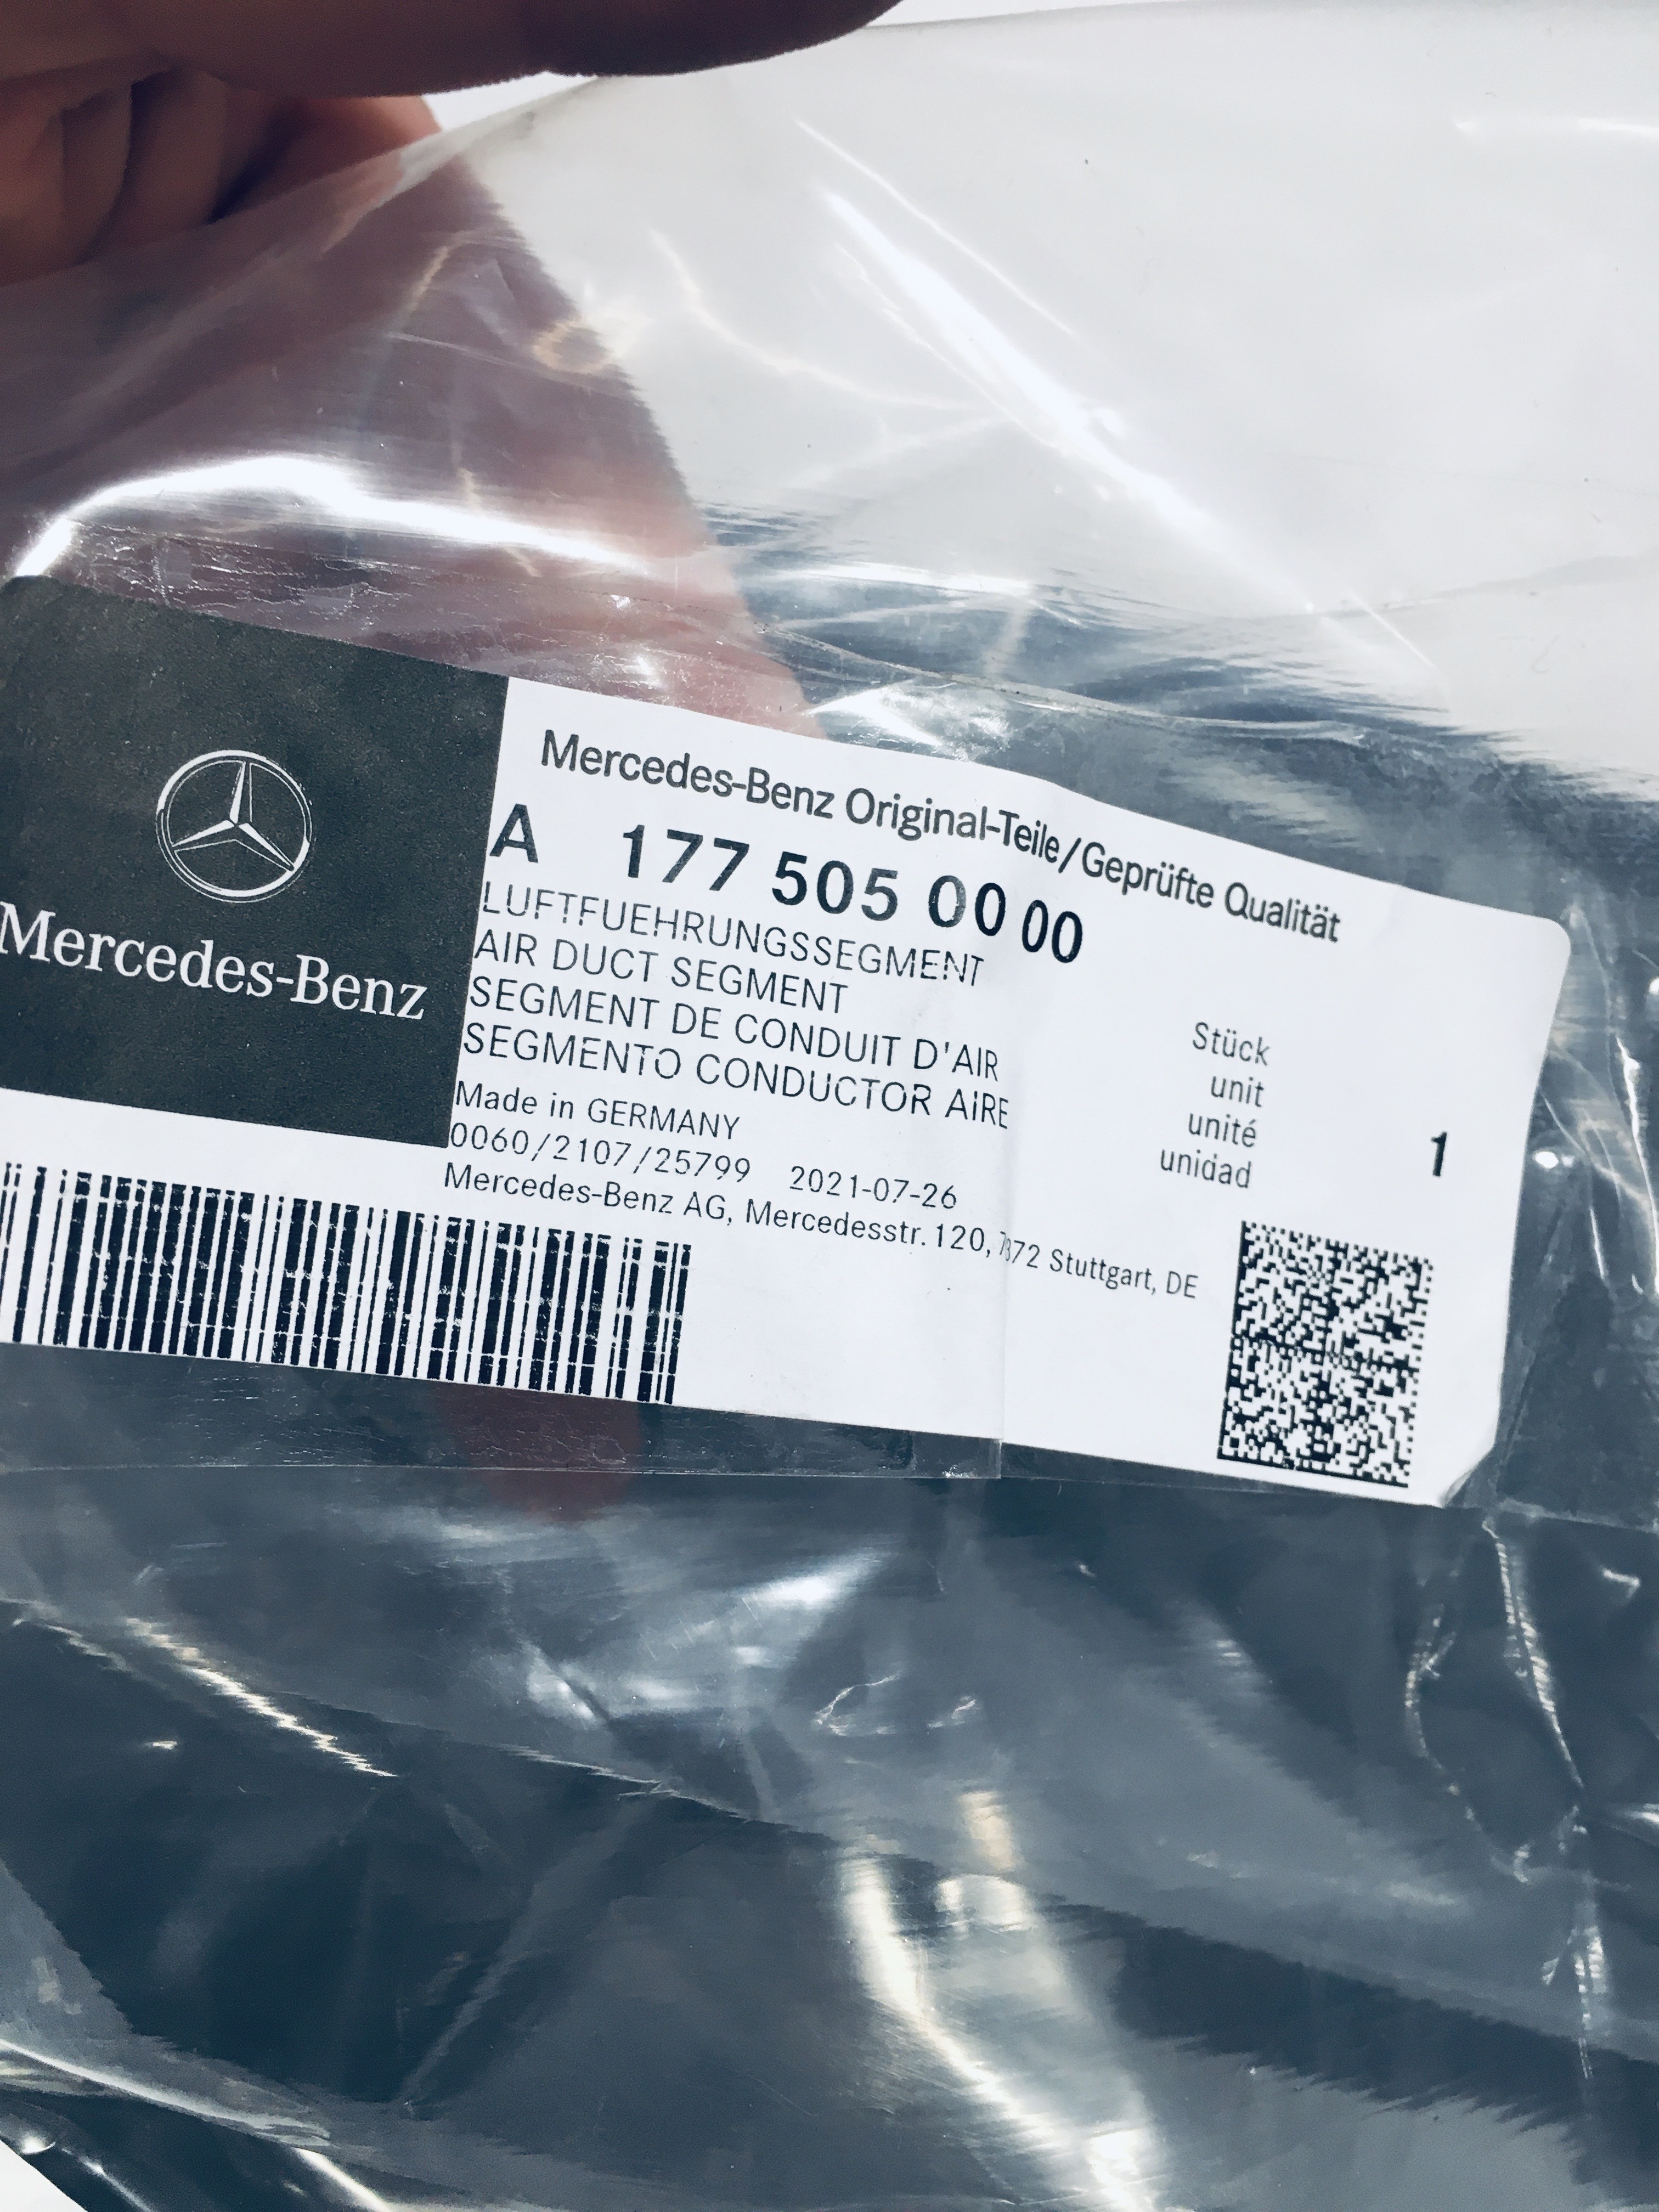 Mercedes-Benz
Mercedes-Benz Original-Teile/Geprüfte Qualität
A 177 505 00 00
LUFTFUEHRUNGSSEGMENT
AIR DUCT SEGMENT
SEGMENT DE CONDUIT D'AIR
SEGMENTO CONDUCTOR AIRE
Stück
unit
unité
unidad
1
Made in GERMANY
0060/2107/25799 2021-07-26
Mercedes-Benz AG, Mercedesstr. 120, Stuttgart, DE